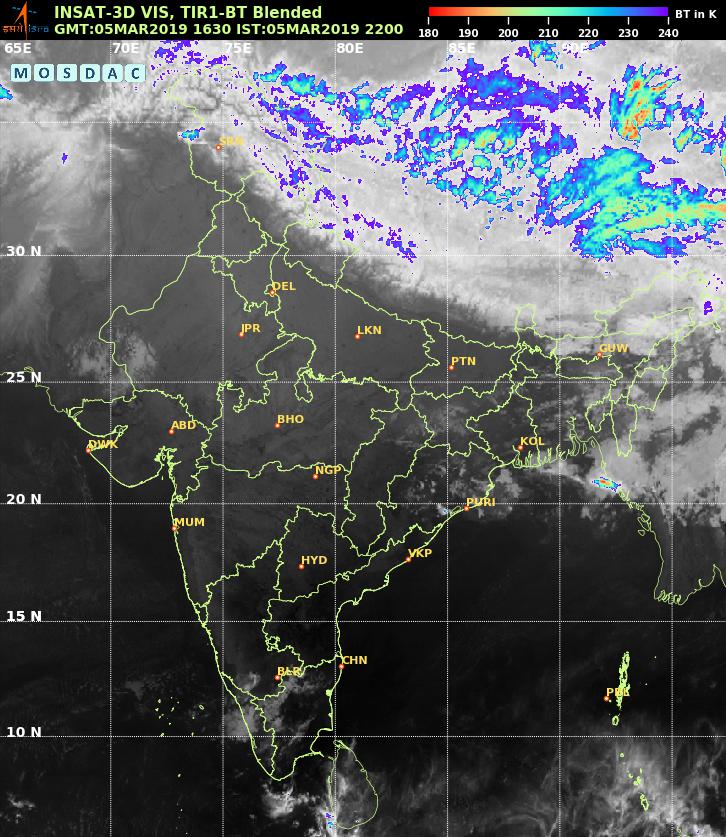 INSAT-3D VIS, TIR1-BT Blended
GMT:05MAR2019 1630 IST:05MAR2019 2200
BT in K
180 190 200 210 220 230 240
65E 70E 75E 80E 85E 90E
MOSDAC
SRN
30 N
DEL
JPR LKN
GUW
PTN
25 N
ABD BHO
DWK KOL
NGP
20 N PURI
MUM
VKP
HYD
15 N
CHN
BLR
PBL
10 N